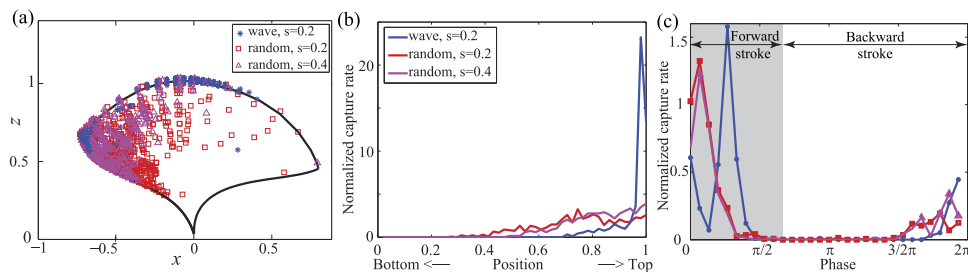 (a)
wave, s=0.2
random, s=0.2
random, s=0.4
z
1
0.5
0
−1
−0.5
0
0.5
x
(b)
wave, s=0.2
random, s=0.2
random, s=0.4
Normalized capture rate
20
15
10
5
0
0
0.2
0.4
0.6
0.8
1
Bottom <— Position —> Top
(c)
Forward stroke
Backward stroke
Normalized capture rate
1.5
1
0.5
0
0
π/2
π
3/2π
2π
Phase